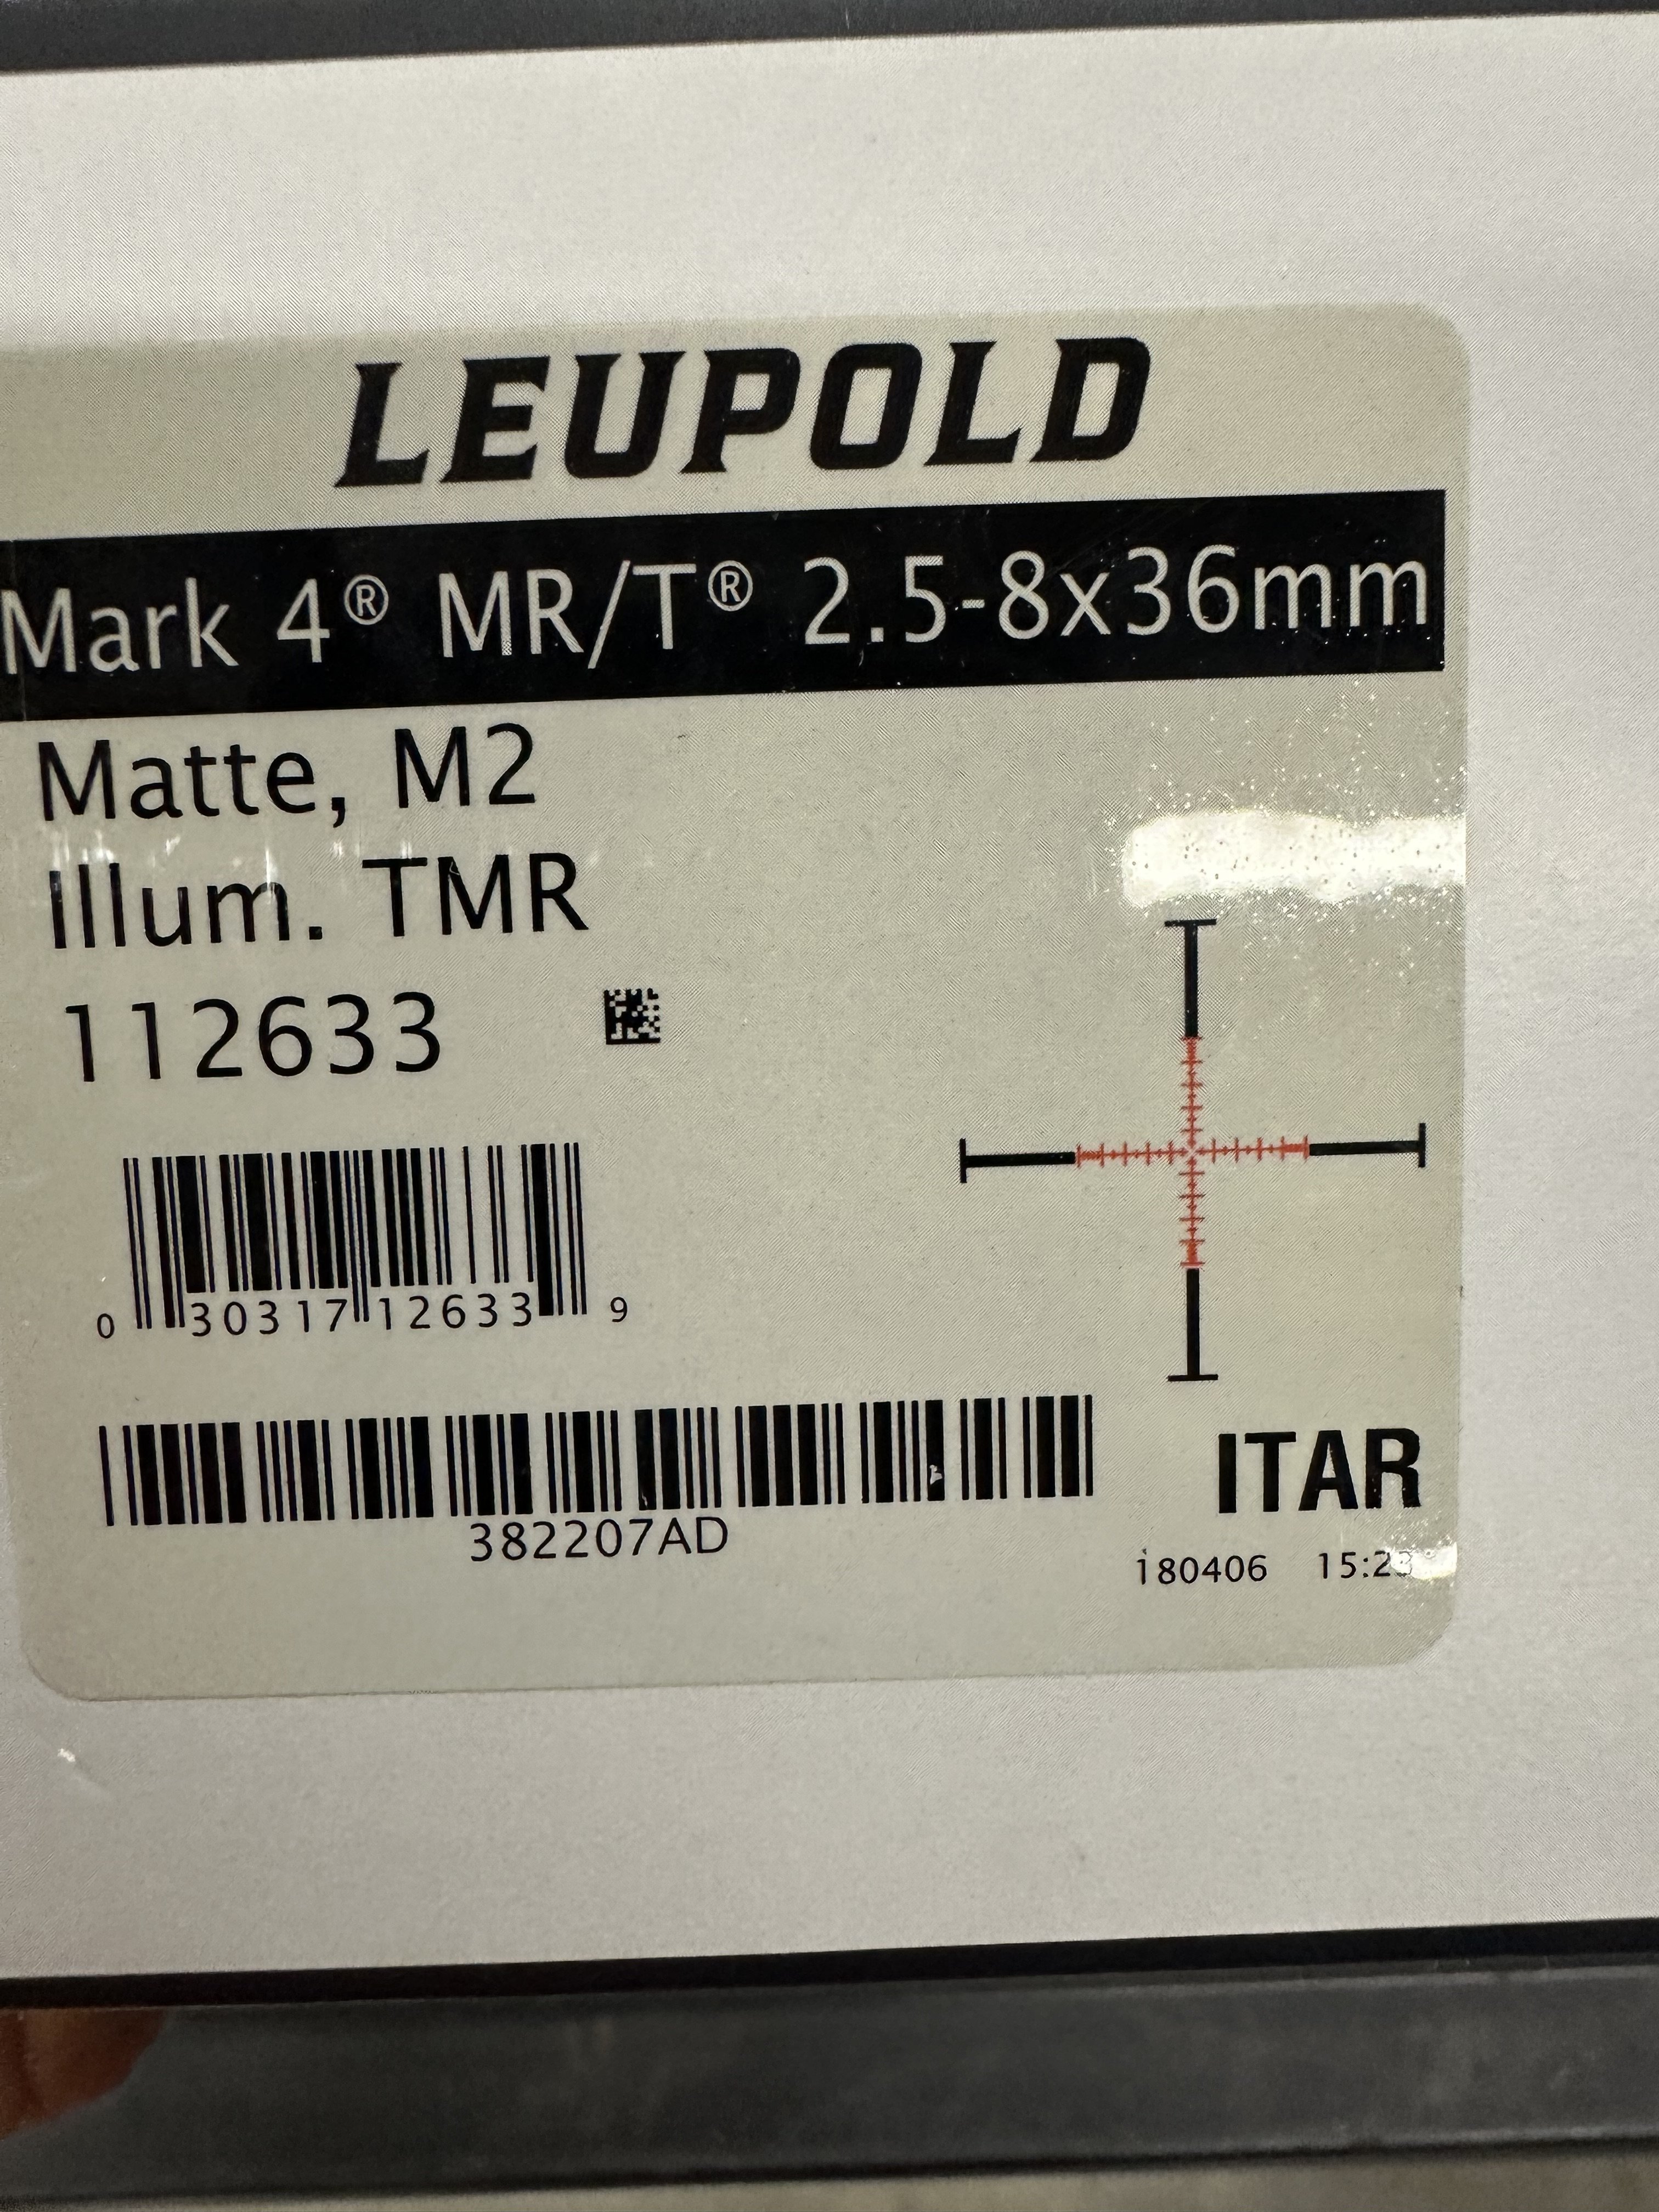 LEUPOLD
Mark 4® MR/T® 2.5-8x36mm
Matte, M2
Illum. TMR
112633
0 30317 12633 9
382207AD
ITAR
180406